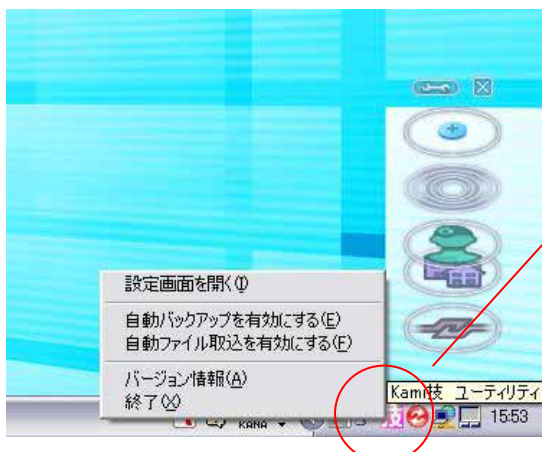 設定画面を開く(I)
自動バックアップを有効にする(E)
自動ファイル取込を有効にする(F)
バージョン情報(A)
終了(X)
Kami技 ユーティリティ
KANA
技
15:53